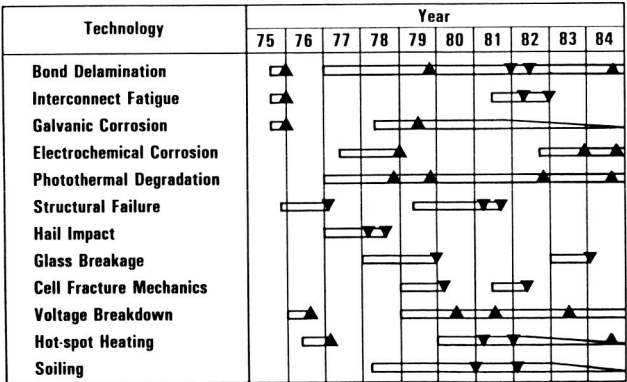 Technology
Year
75 76 77 78 79 80 81 82 83 84
Bond Delamination
Interconnect Fatigue
Galvanic Corrosion
Electrochemical Corrosion
Photothermal Degradation
Structural Failure
Hail Impact
Glass Breakage
Cell Fracture Mechanics
Voltage Breakdown
Hot-spot Heating
Soiling